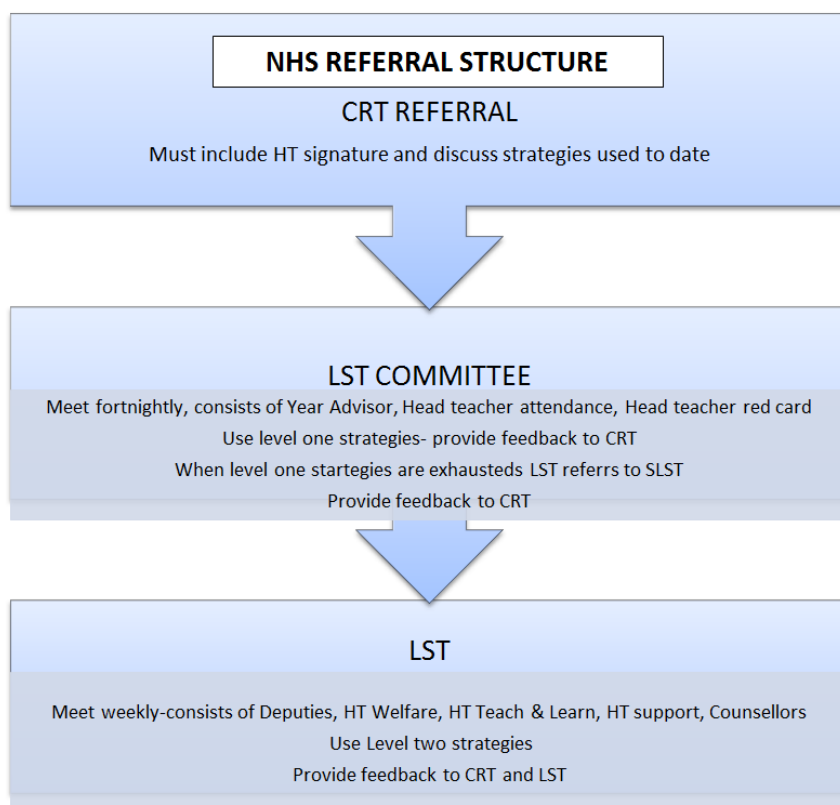 NHS REFERRAL STRUCTURE
CRT REFERRAL
Must include HT signature and discuss strategies used to date
LST COMMITTEE
Meet fortnightly, consists of Year Advisor, Head teacher attendance, Head teacher red card
Use level one strategies- provide feedback to CRT
When level one startegies are exhausteds LST referrs to SLST
Provide feedback to CRT
LST
Meet weekly-consists of Deputies, HT Welfare, HT Teach & Learn, HT support, Counsellors
Use Level two strategies
Provide feedback to CRT and LST